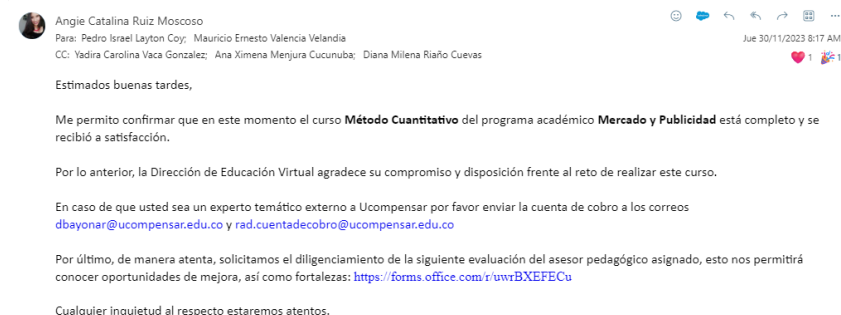 Angie Catalina Ruiz Moscoso
Para: Pedro Israel Layton Coy; Mauricio Ernesto Valencia Velandia
CC: Yadira Carolina Vaca Gonzalez; Ana Ximena Menjura Cucunuba; Diana Milena Riaño Cuevas
Jue 30/11/2023 8:17 AM
1 1
Estimados buenas tardes,
Me permito confirmar que en este momento el curso Método Cuantitativo del programa académico Mercado y Publicidad está completo y se
recibió a satisfacción.
Por lo anterior, la Dirección de Educación Virtual agradece su compromiso y disposición frente al reto de realizar este curso.
En caso de que usted sea un experto temático externo a Ucompensar por favor enviar la cuenta de cobro a los correos
dbayonar@ucompensar.edu.co y rad.cuentadecobro@ucompensar.edu.co
Por último, de manera atenta, solicitamos el diligenciamiento de la siguiente evaluación del asesor pedagógico asignado, esto nos permitirá
conocer oportunidades de mejora, así como fortalezas: https://forms.office.com/r/uwrBXEFECu
Cualquier inquietud al respecto estaremos atentos.